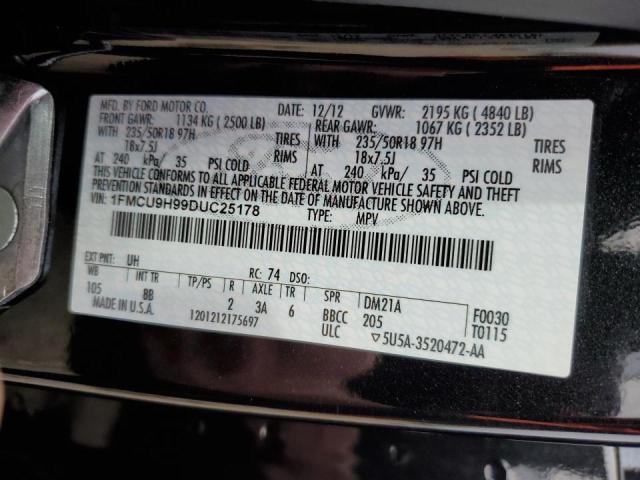 MFD. BY FORD MOTOR CO. DATE: 12/12 GVWR: 2195 KG ( 4840 LB)
FRONT GAWR: 1134 KG ( 2500 LB) REAR GAWR: 1067 KG ( 2352 LB)
WITH 235/50R18 97H TIRES WITH 235/50R18 97H TIRES
18x7.5J RIMS 18x7.5J RIMS
AT 240 kPa/ 35 PSI COLD AT 240 kPa/ 35 PSI COLD
THIS VEHICLE CONFORMS TO ALL APPLICABLE FEDERAL MOTOR VEHICLE SAFETY AND THEFT
PREVENTION STANDARDS IN EFFECT ON THE DATE OF MANUFACTURE SHOWN ABOVE.
VIN: 1FMCU9H99DUC25178 TYPE: MPV
EXT PNT: UH RC: 74 DSO:
WB INT TR TP/PS R AXLE TR SPR DM21A F0030
105 8B 2 3A 6 BBCC 205 T0115
MADE IN U.S.A. 1201212175697 ULC 5U5A-3520472-AA